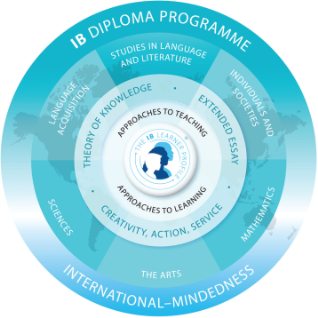 IB DIPLOMA PROGRAMME
STUDIES IN LANGUAGE
AND LITERATURE
LANGUAGE
ACQUISITION
INDIVIDUALS AND
SOCIETIES
THEORY OF KNOWLEDGE
EXTENDED ESSAY
APPROACHES TO TEACHING
THE IB LEARNER PROFILE
APPROACHES TO LEARNING
CREATIVITY, ACTION, SERVICE
SCIENCES
MATHEMATICS
THE ARTS
INTERNATIONAL–MINDEDNESS